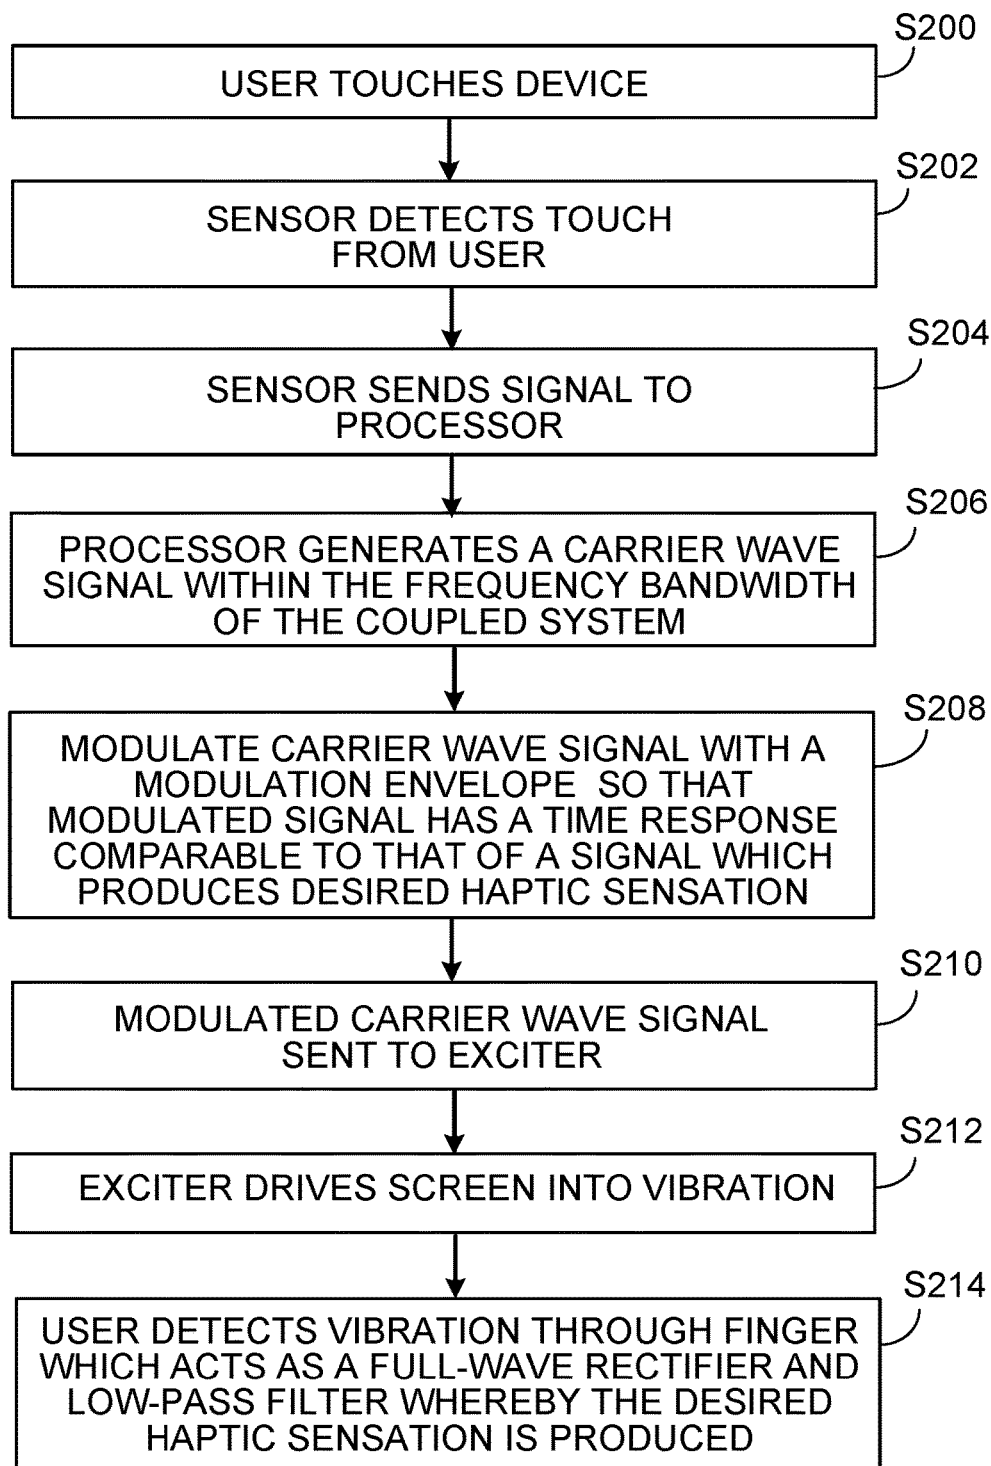 S200
USER TOUCHES DEVICE
S202
SENSOR DETECTS TOUCH
FROM USER
S204
SENSOR SENDS SIGNAL TO
PROCESSOR
S206
PROCESSOR GENERATES A CARRIER WAVE
SIGNAL WITHIN THE FREQUENCY BANDWIDTH
OF THE COUPLED SYSTEM
S208
MODULATE CARRIER WAVE SIGNAL WITH A
MODULATION ENVELOPE SO THAT
MODULATED SIGNAL HAS A TIME RESPONSE
COMPARABLE TO THAT OF A SIGNAL WHICH
PRODUCES DESIRED HAPTIC SENSATION
S210
MODULATED CARRIER WAVE SIGNAL
SENT TO EXCITER
S212
EXCITER DRIVES SCREEN INTO VIBRATION
S214
USER DETECTS VIBRATION THROUGH FINGER
WHICH ACTS AS A FULL-WAVE RECTIFIER AND
LOW-PASS FILTER WHEREBY THE DESIRED
HAPTIC SENSATION IS PRODUCED